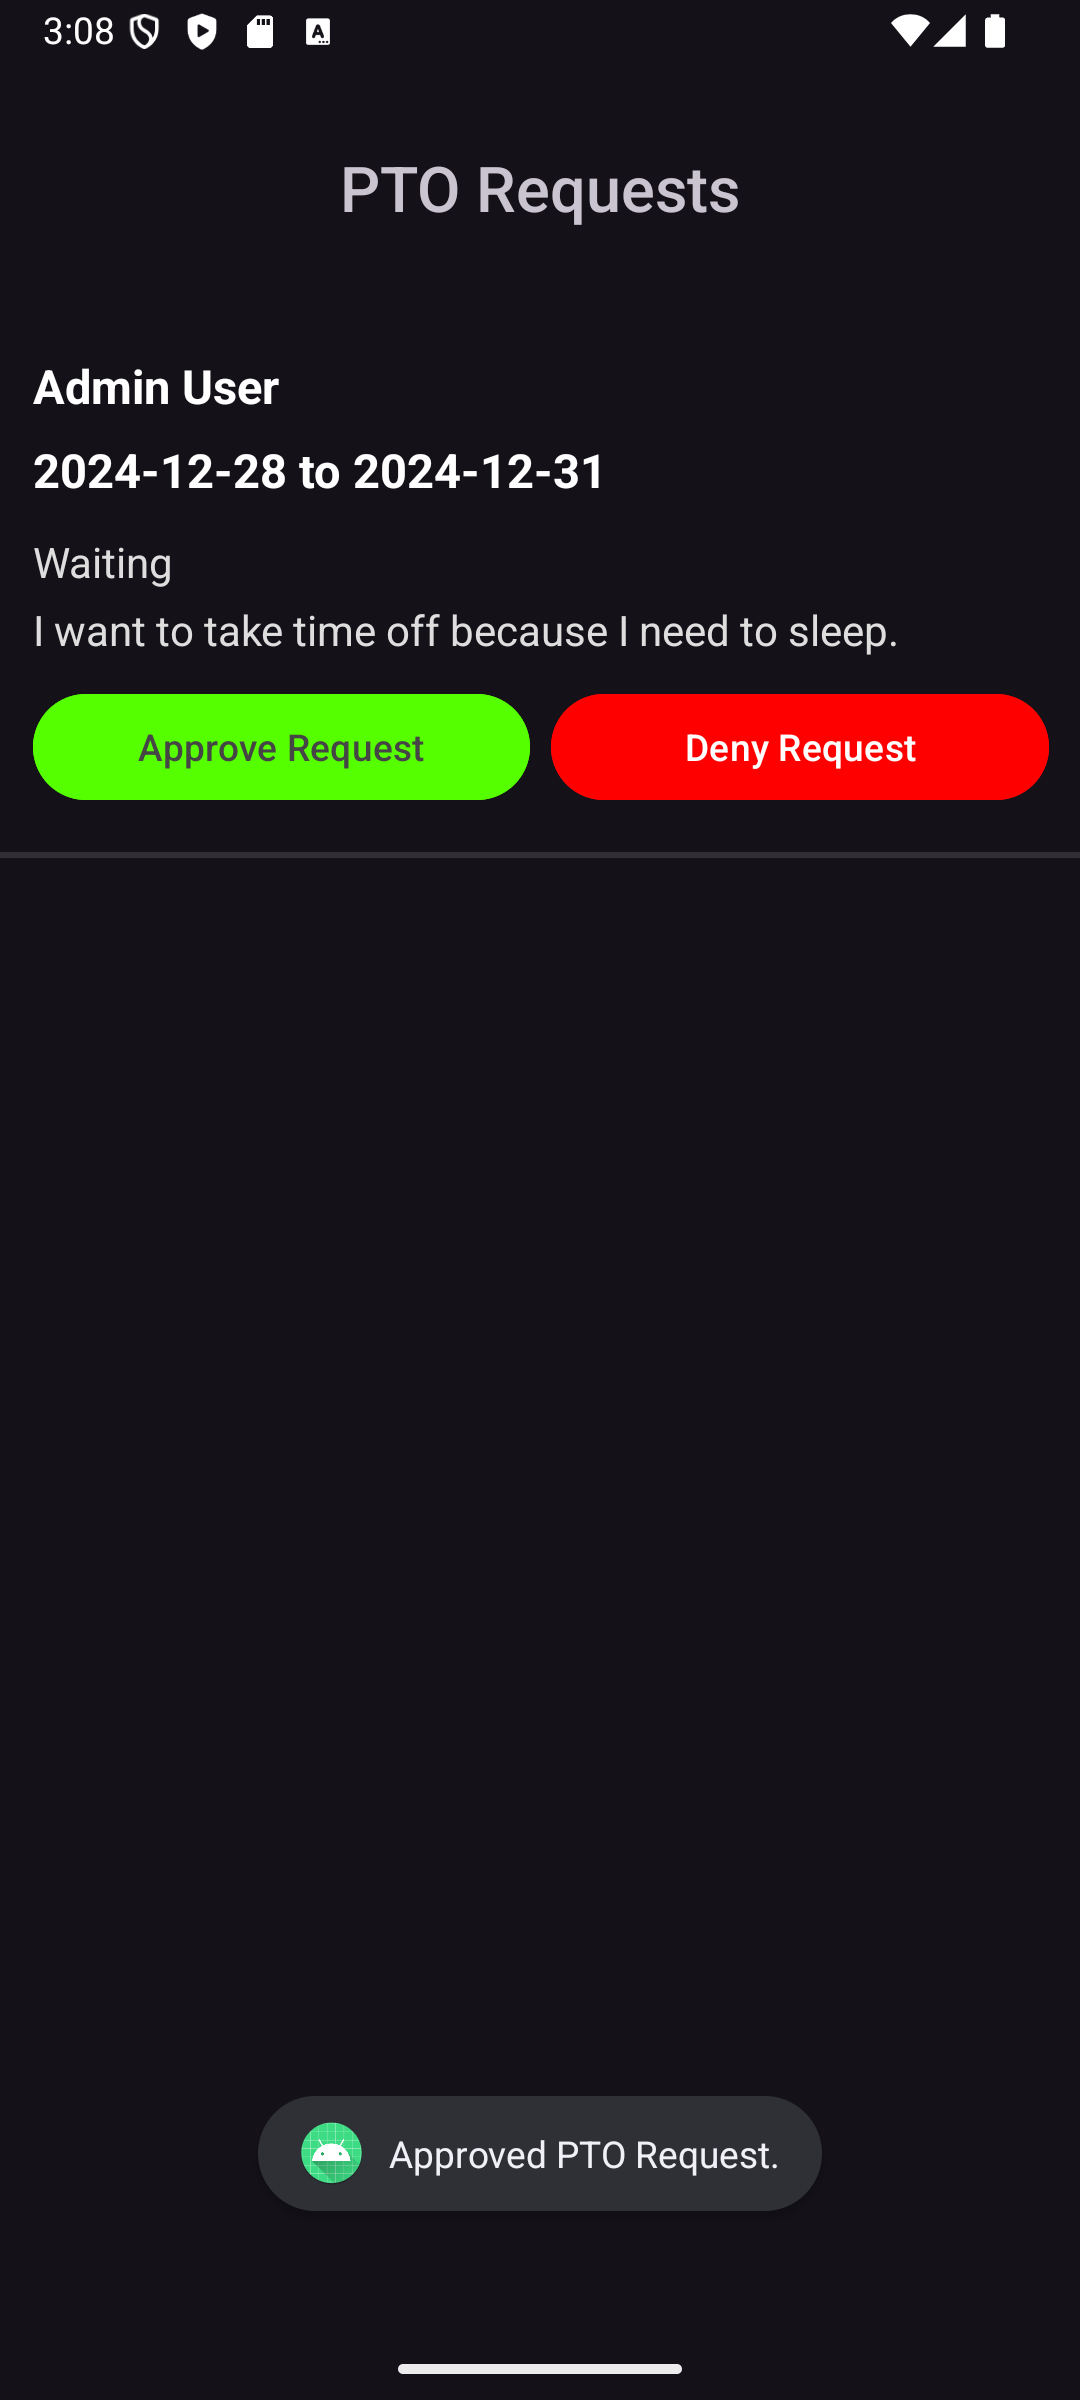 3:08
PTO Requests
Admin User
2024-12-28 to 2024-12-31
Waiting
I want to take time off because I need to sleep.
Approve Request
Deny Request
Approved PTO Request.